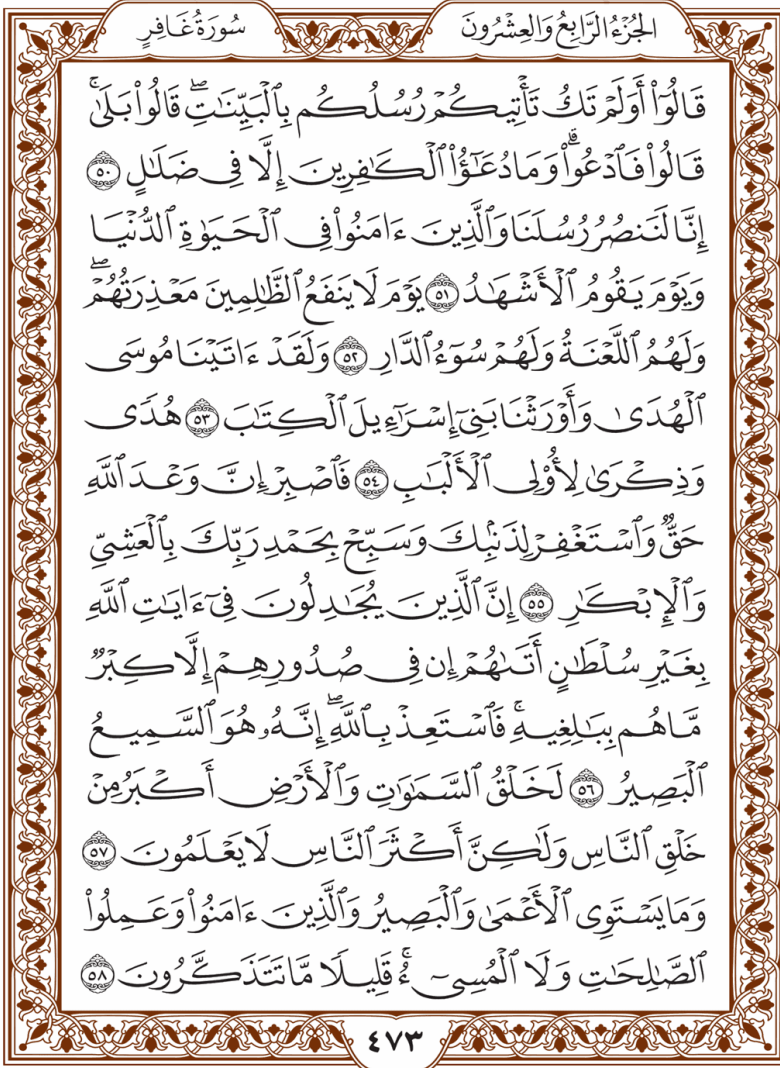 الجُزْءُ الرَّابِعُ وَالعِشْرُونَ
سُورَةُ غَافِرٍ
قَالُوٓاْ أَوَلَمْ تَكُ تَأْتِيكُمْ رُسُلُكُم بِٱلْبَيِّنَٰتِۖ قَالُواْ بَلَىٰۚ
قَالُواْ فَٱدْعُواْۗ وَمَا دُعَٰٓؤُاْ ٱلْكَٰفِرِينَ إِلَّا فِى ضَلَٰلٍ ٥٠
إِنَّا لَنَنصُرُ رُسُلَنَا وَٱلَّذِينَ ءَامَنُواْ فِى ٱلْحَيَوٰةِ ٱلدُّنْيَا
وَيَوْمَ يَقُومُ ٱلْأَشْهَٰدُ ٥١ يَوْمَ لَا يَنفَعُ ٱلظَّٰلِمِينَ مَعْذِرَتُهُمْۖ
وَلَهُمُ ٱللَّعْنَةُ وَلَهُمْ سُوٓءُ ٱلدَّارِ ٥٢ وَلَقَدْ ءَاتَيْنَا مُوسَى
ٱلْهُدَىٰ وَأَوْرَثْنَا بَنِىٓ إِسْرَٰٓءِيلَ ٱلْكِتَٰبَ ٥٣ هُدًى
وَذِكْرَىٰ لِأُوْلِى ٱلْأَلْبَٰبِ ٥٤ فَٱصْبِرْ إِنَّ وَعْدَ ٱللَّهِ
حَقٌّ وَٱسْتَغْفِرْ لِذَنۢبِكَ وَسَبِّحْ بِحَمْدِ رَبِّكَ بِٱلْعَشِىِّ
وَٱلْإِبْكَٰرِ ٥٥ إِنَّ ٱلَّذِينَ يُجَٰدِلُونَ فِىٓ ءَايَٰتِ ٱللَّهِ
بِغَيْرِ سُلْطَٰنٍ أَتَىٰهُمْ إِن فِى صُدُورِهِمْ إِلَّا كِبْرٌ
مَّا هُم بِبَٰلِغِيهِۚ فَٱسْتَعِذْ بِٱللَّهِۖ إِنَّهُۥ هُوَ ٱلسَّمِيعُ
ٱلْبَصِيرُ ٥٦ لَخَلْقُ ٱلسَّمَٰوَٰتِ وَٱلْأَرْضِ أَكْبَرُ مِنْ
خَلْقِ ٱلنَّاسِ وَلَٰكِنَّ أَكْثَرَ ٱلنَّاسِ لَا يَعْلَمُونَ ٥٧
وَمَا يَسْتَوِى ٱلْأَعْمَىٰ وَٱلْبَصِيرُ وَٱلَّذِينَ ءَامَنُواْ وَعَمِلُواْ
ٱلصَّٰلِحَٰتِ وَلَا ٱلْمُسِىٓءُۚ قَلِيلًا مَّا تَتَذَكَّرُونَ ٥٨
٤٧٣